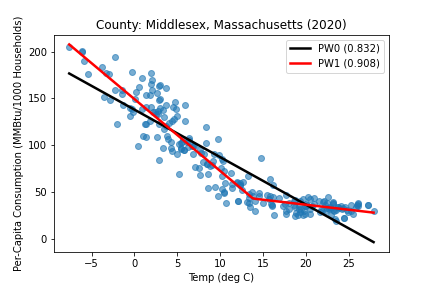 County: Middlesex, Massachusetts (2020)
PW0 (0.832)
PW1 (0.908)
Per-Capita Consumption (MMBtu/1000 Households)
200
150
100
50
0
−5
0
5
10
15
20
25
Temp (deg C)